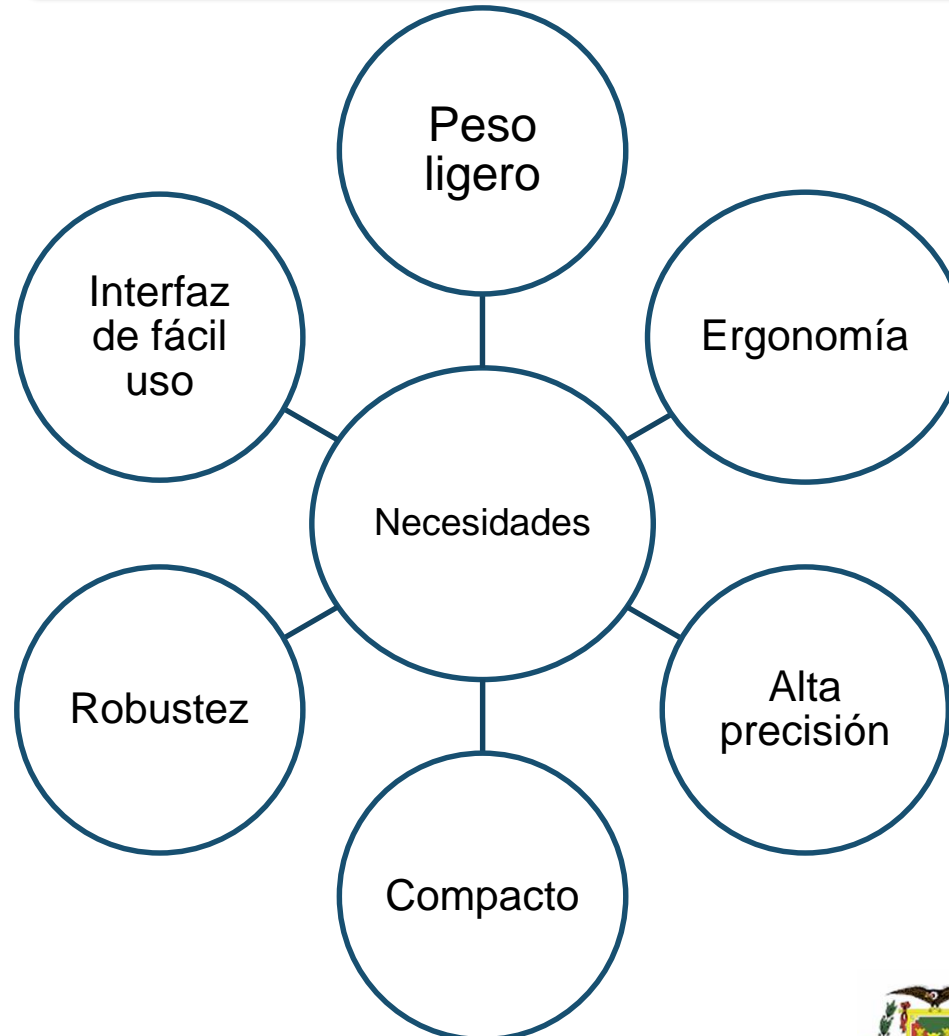 Peso
ligero
Interfaz
de fácil
uso
Ergonomía
Necesidades
Robustez
Alta
precisión
Compacto